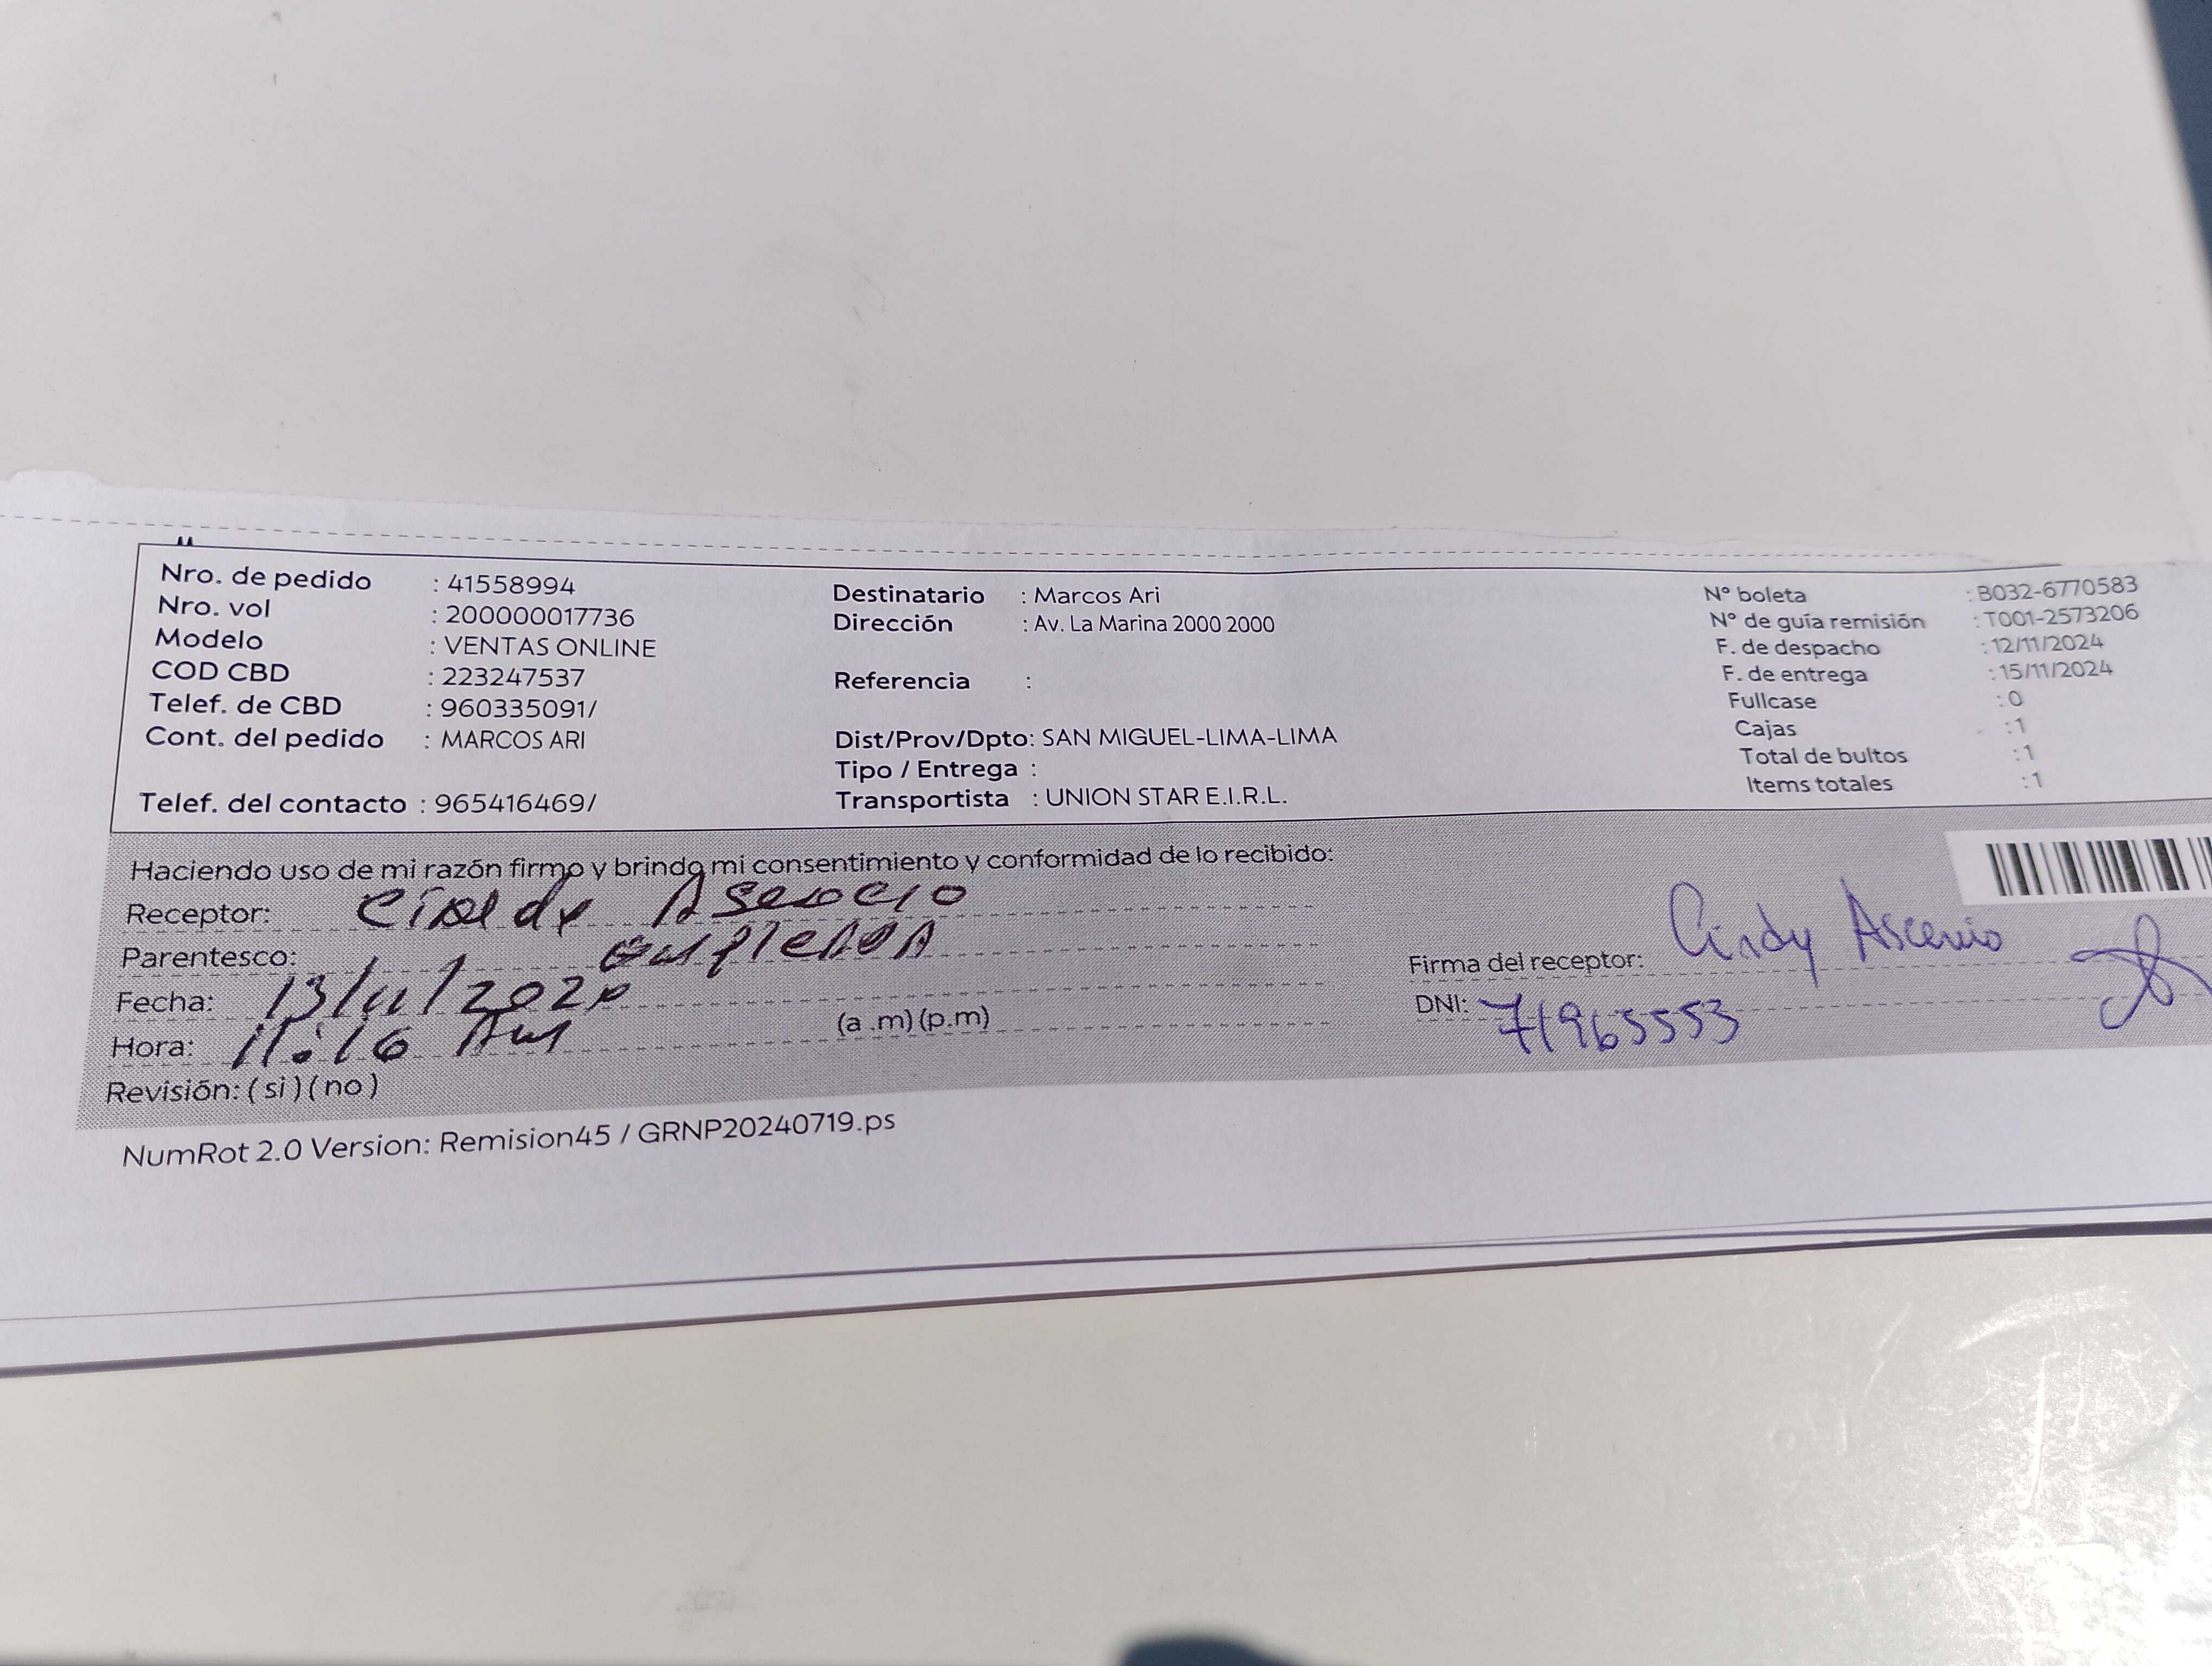 Nro. de pedido : 41558994
Nro. vol : 200000017736
Modelo : VENTAS ONLINE
COD CBD : 223247537
Telef. de CBD : 960335091/
Cont. del pedido : MARCOS ARI
Telef. del contacto : 965416469/
Destinatario : Marcos Ari
Dirección : Av. La Marina 2000 2000
Referencia :
Dist/Prov/Dpto: SAN MIGUEL-LIMA-LIMA
Tipo / Entrega :
Transportista : UNION STAR E.I.R.L.
N° boleta : B032-6770583
N° de guía remisión : T001-2573206
F. de despacho : 12/11/2024
F. de entrega : 15/11/2024
Fullcase : 0
Cajas : 1
Total de bultos : 1
Items totales : 1
Haciendo uso de mi razón firmo y brindo mi consentimiento y conformidad de lo recibido:
Receptor:
Parentesco:
Fecha: 13/11/
Hora: 11:16 Am (a .m) (p.m)
Revisión: ( si ) ( no )
Firma del receptor: Cindy Ascenio
DNI: 71965553
NumRot 2.0 Version: Remision45 / GRNP20240719.ps